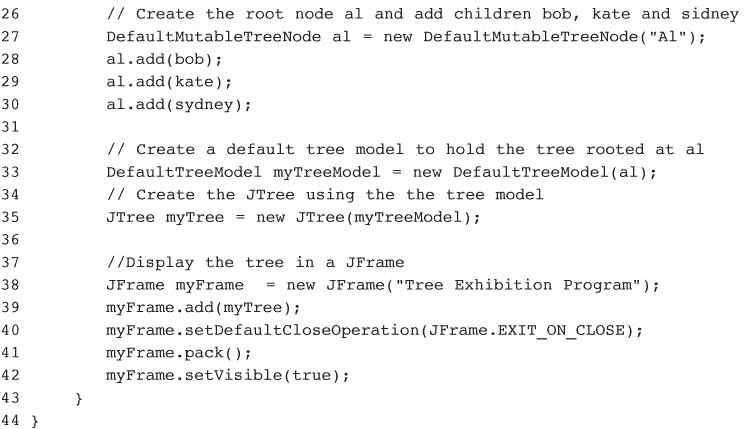 26 // Create the root node al and add children bob, kate and sidney
27 DefaultMutableTreeNode al = new DefaultMutableTreeNode("Al");
28 al.add(bob);
29 al.add(kate);
30 al.add(sydney);
31
32 // Create a default tree model to hold the tree rooted at al
33 DefaultTreeModel myTreeModel = new DefaultTreeModel(al);
34 // Create the JTree using the the tree model
35 JTree myTree = new JTree(myTreeModel);
36
37 //Display the tree in a JFrame
38 JFrame myFrame = new JFrame("Tree Exhibition Program");
39 myFrame.add(myTree);
40 myFrame.setDefaultCloseOperation(JFrame.EXIT_ON_CLOSE);
41 myFrame.pack();
42 myFrame.setVisible(true);
43 }
44 }